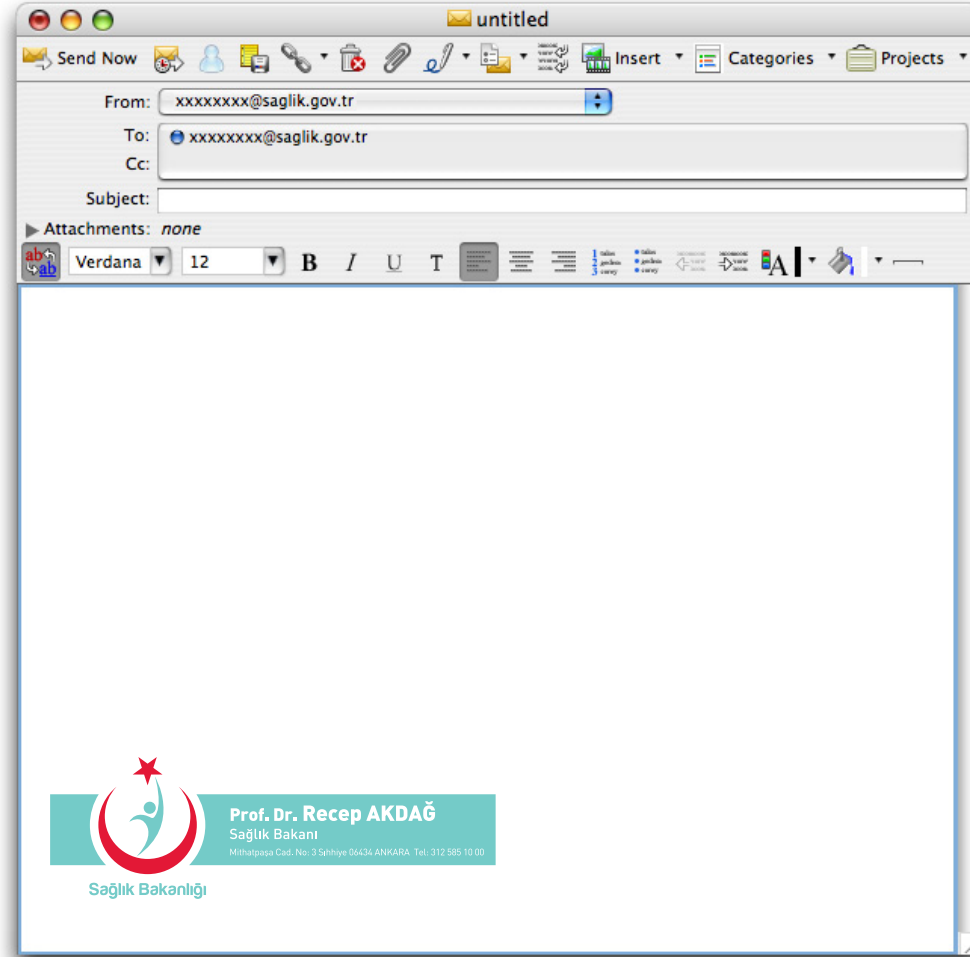 untitled
Send Now Insert Categories Projects
From: xxxxxxxx@saglik.gov.tr
To: xxxxxxxx@saglik.gov.tr
Cc:
Subject:
Attachments: none
Verdana 12 B I U T A
Prof. Dr. Recep AKDAĞ
Sağlık Bakanı
Mithatpaşa Cad. No: 3 Sıhhiye 06434 ANKARA Tel: 312 585 10 00
Sağlık Bakanlığı